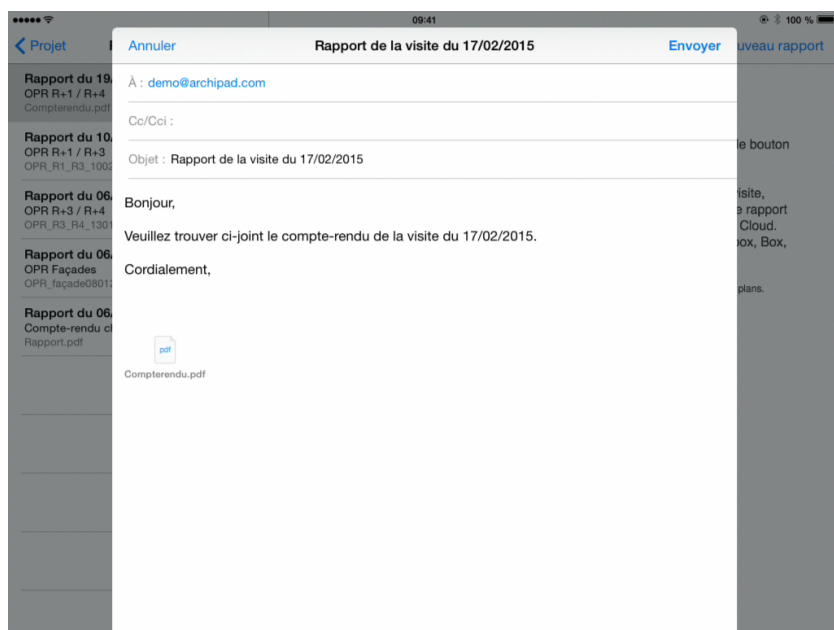 09:41
100 %
Projet
Annuler
Rapport de la visite du 17/02/2015
Envoyer
uveau rapport
Rapport du 19
OPR R+1 / R+4
Compterendu.pdf
Rapport du 10
OPR R+1 / R+3
OPR_R1_R3_1002
Rapport du 06
OPR R+3 / R+4
OPR_R3_R4_1301
Rapport du 06
OPR Façades
OPR_façade0801
Rapport du 06
Compte-rendu c
Rapport.pdf
À : demo@archipad.com
Cc/Cci :
Objet : Rapport de la visite du 17/02/2015
Bonjour,
Veuillez trouver ci-joint le compte-rendu de la visite du 17/02/2015.
Cordialement,
pdf
Compterendu.pdf
le bouton
isite,
e rapport
Cloud.
ox, Box,
plans.